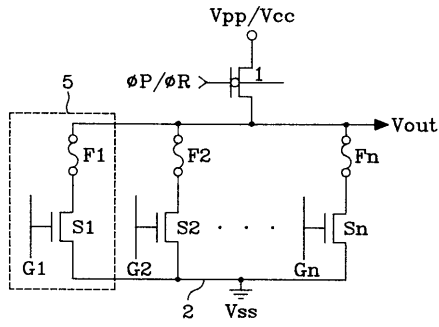 Vpp/Vcc
øP/øR
1
5
Vout
F1
F2
Fn
S1
S2
. . .
Sn
G1
G2
Gn
2
Vss